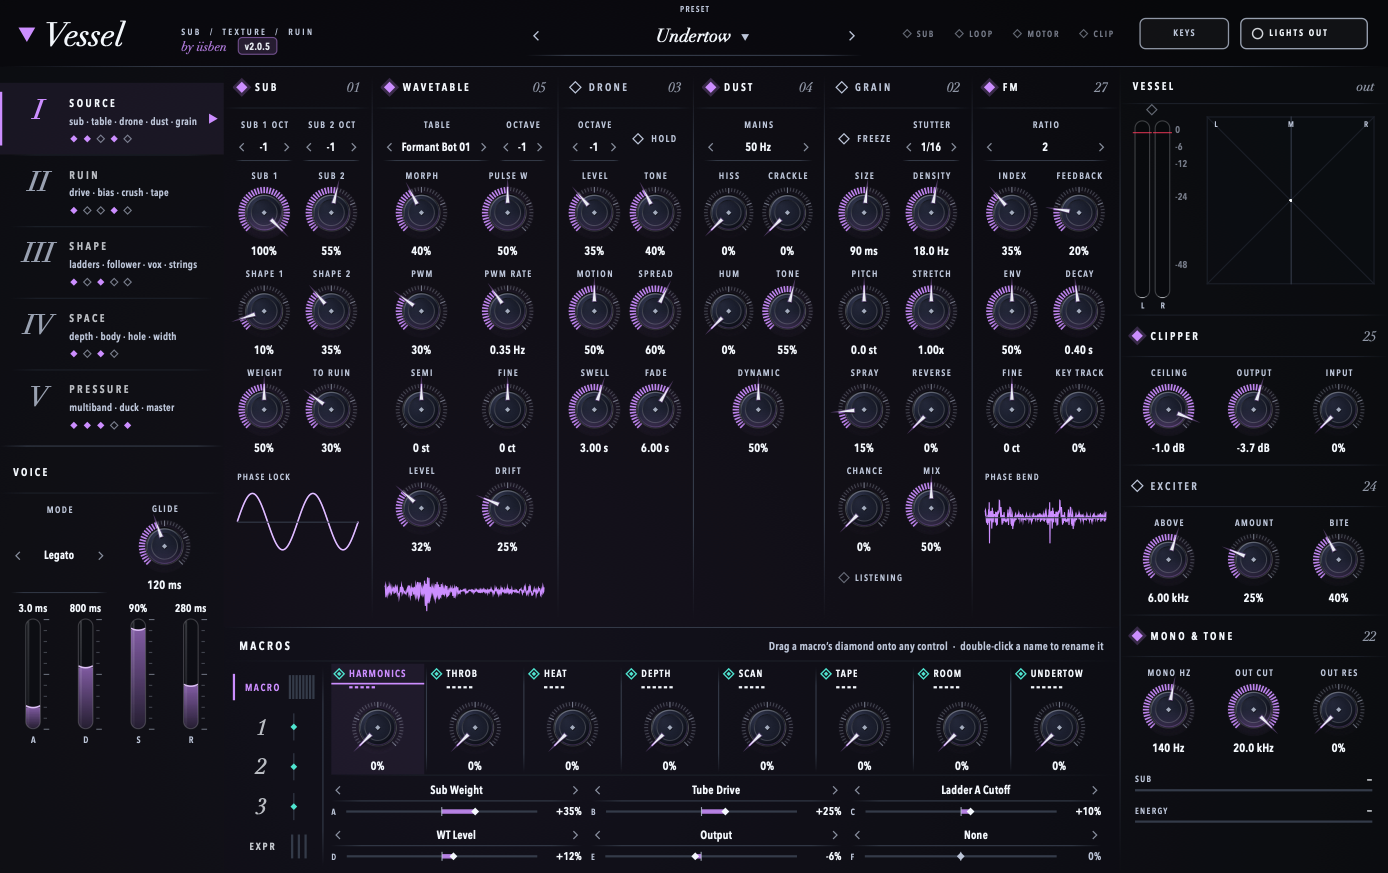 PRESET
Vessel
SUB / TEXTURE / RUIN
by iisben v2.0.5
Undertow
SUB LOOP MOTOR CLIP
KEYS
LIGHTS OUT
I SOURCE
sub · table · drone · dust · grain
II RUIN
drive · bias · crush · tape
III SHAPE
ladders · follower · vox · strings
IV SPACE
depth · body · hole · width
V PRESSURE
multiband · duck · master
VOICE
MODE GLIDE
Legato
120 ms
3.0 ms 800 ms 90% 280 ms
A D S R
SUB 01
SUB 1 OCT SUB 2 OCT
-1 -1
SUB 1 SUB 2
100% 55%
SHAPE 1 SHAPE 2
10% 35%
WEIGHT TO RUIN
50% 30%
PHASE LOCK
WAVETABLE 05
TABLE OCTAVE
Formant Bot 01 -1
MORPH PULSE W
40% 50%
PWM PWM RATE
30% 0.35 Hz
SEMI FINE
0 st 0 ct
LEVEL DRIFT
32% 25%
DRONE 03
OCTAVE
-1 HOLD
LEVEL TONE
35% 40%
MOTION SPREAD
50% 60%
SWELL FADE
3.00 s 6.00 s
DUST 04
MAINS
50 Hz
HISS CRACKLE
0% 0%
HUM TONE
0% 55%
DYNAMIC
50%
GRAIN 02
FREEZE STUTTER
1/16
SIZE DENSITY
90 ms 18.0 Hz
PITCH STRETCH
0.0 st 1.00x
SPRAY REVERSE
15% 0%
CHANCE MIX
0% 50%
LISTENING
FM 27
RATIO
2
INDEX FEEDBACK
35% 20%
ENV DECAY
50% 0.40 s
FINE KEY TRACK
0 ct 0%
PHASE BEND
VESSEL out
0
-6
-12
-24
-48
L R
L M R
CLIPPER 25
CEILING OUTPUT INPUT
-1.0 dB -3.7 dB 0%
EXCITER 24
ABOVE AMOUNT BITE
6.00 kHz 25% 40%
MONO & TONE 22
MONO HZ OUT CUT OUT RES
140 Hz 20.0 kHz 0%
SUB –
ENERGY –
MACROS
Drag a macro's diamond onto any control · double-click a name to rename it
MACRO
1
2
3
EXPR
HARMONICS THROB HEAT DEPTH SCAN TAPE ROOM UNDERTOW
0% 0% 0% 0% 0% 0% 0% 0%
Sub Weight Tube Drive Ladder A Cutoff
A +35% B +25% C +10%
WT Level Output None
D +12% E -6% F 0%